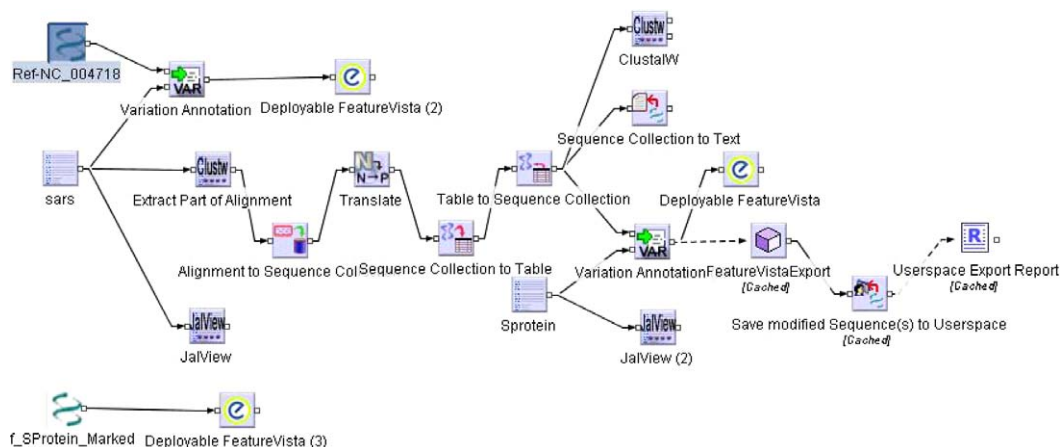 Clustw
ClustalW
Ref-NC_004718
VAR
Variation Annotation
e
Deployable FeatureVista (2)
Sequence Collection to Text
sars
Clustw
Extract Part of Alignment
N
N→P
Translate
Table to Sequence Collection
e
Deployable FeatureVista
Alignment to Sequence Col
Sequence Collection to Table
VAR
Variation Annotation
FeatureVistaExport
[Cached]
R
Userspace Export Report
[Cached]
Sprotein
Save modified Sequence(s) to Userspace
[Cached]
JalView
JalView
JalView
JalView (2)
e
f_SProtein_Marked
Deployable FeatureVista (3)